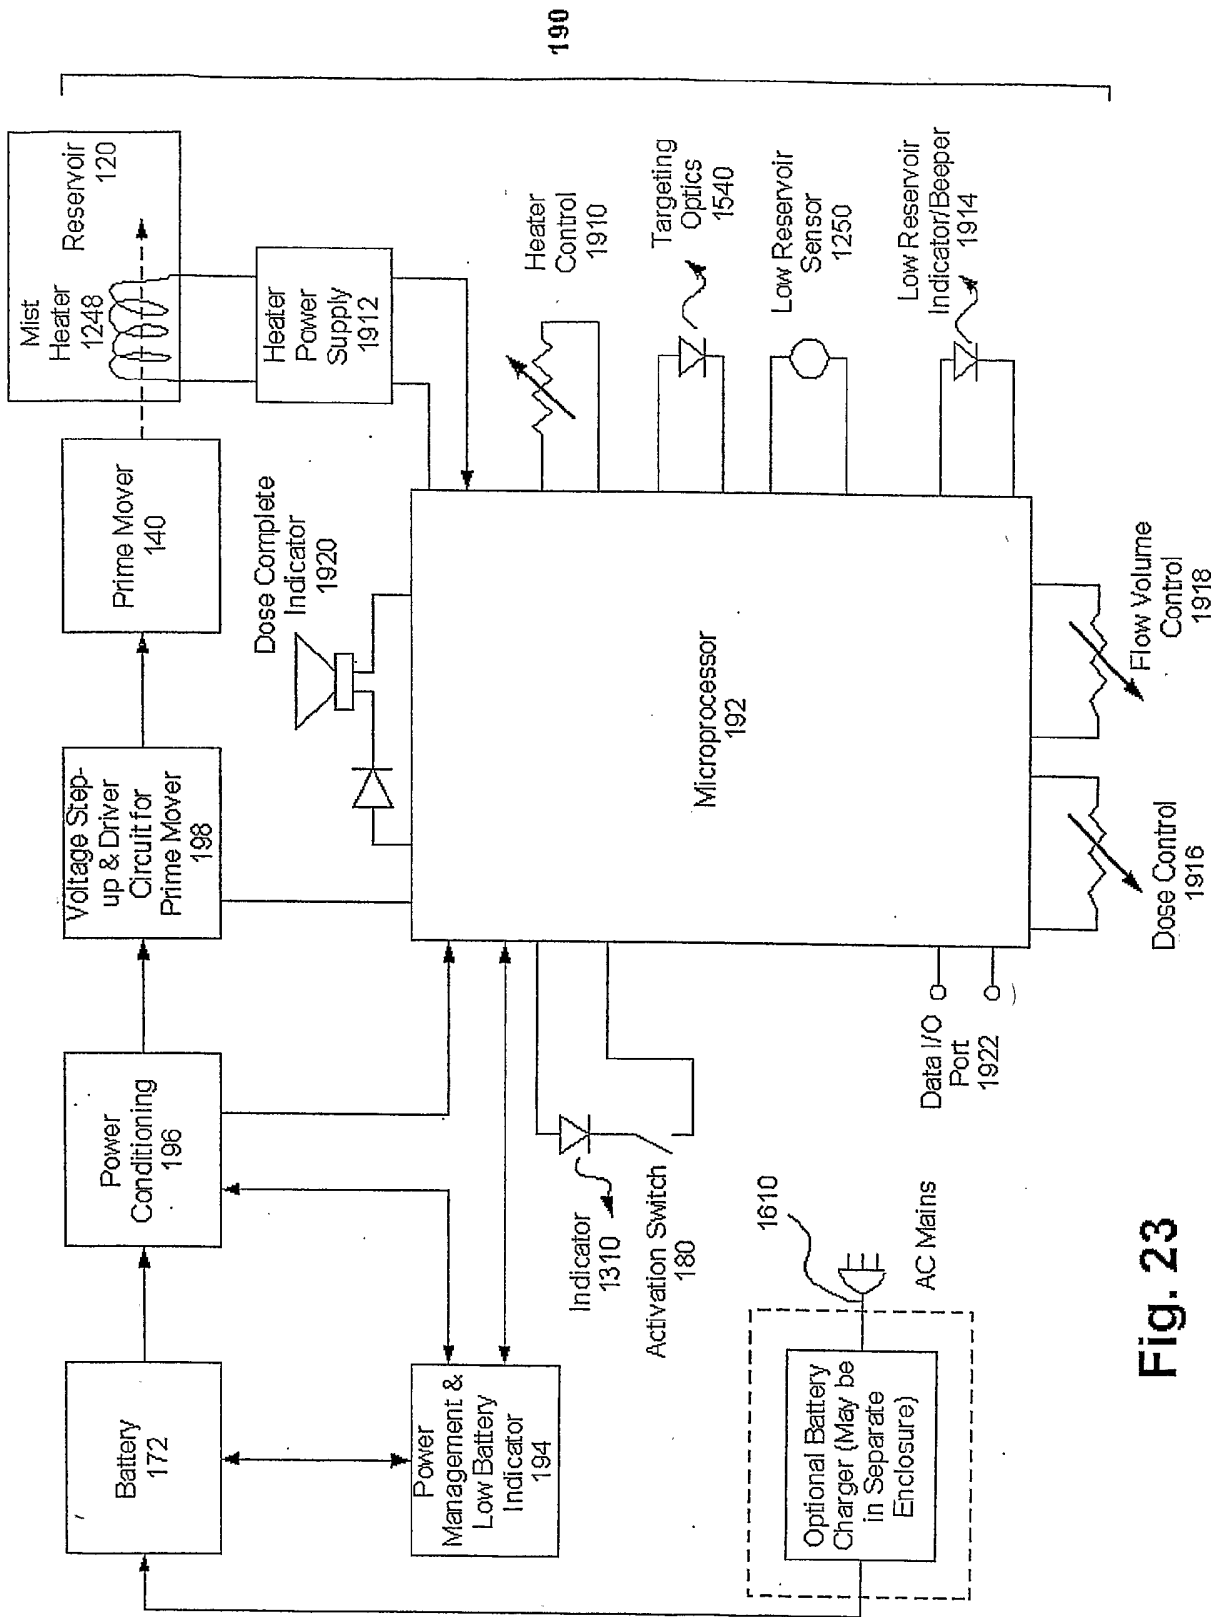 Battery
172
Power
Conditioning
196
Voltage Step-
up & Driver
Circuit for
Prime Mover
198
Prime Mover
140
Mist
Heater
1248
Reservoir
120
190
Power
Management &
Low Battery
Indicator
194
Dose Complete
Indicator
1920
Heater
Power
Supply
1912
Heater
Control
1910
Indicator
1310
Activation Switch
180
Microprocessor
192
Targeting
Optics
1540
Low Reservoir
Sensor
1250
Low Reservoir
Indicator/Beeper
1914
Optional Battery
Charger (May be
in Separate
Enclosure)
1610
AC Mains
Data I/O
Port
1922
Dose Control
1916
Flow Volume
Control
1918
Fig. 23